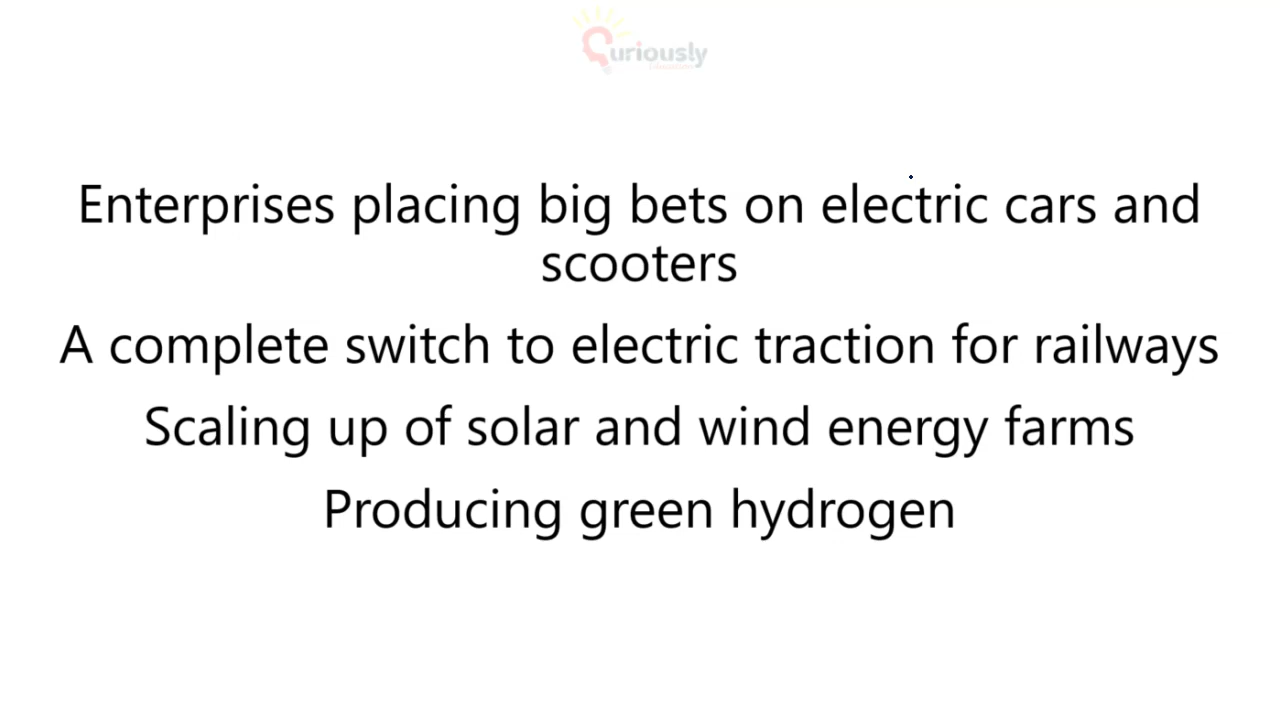 Curiously
Enterprises placing big bets on electric cars and
scooters
A complete switch to electric traction for railways
Scaling up of solar and wind energy farms
Producing green hydrogen